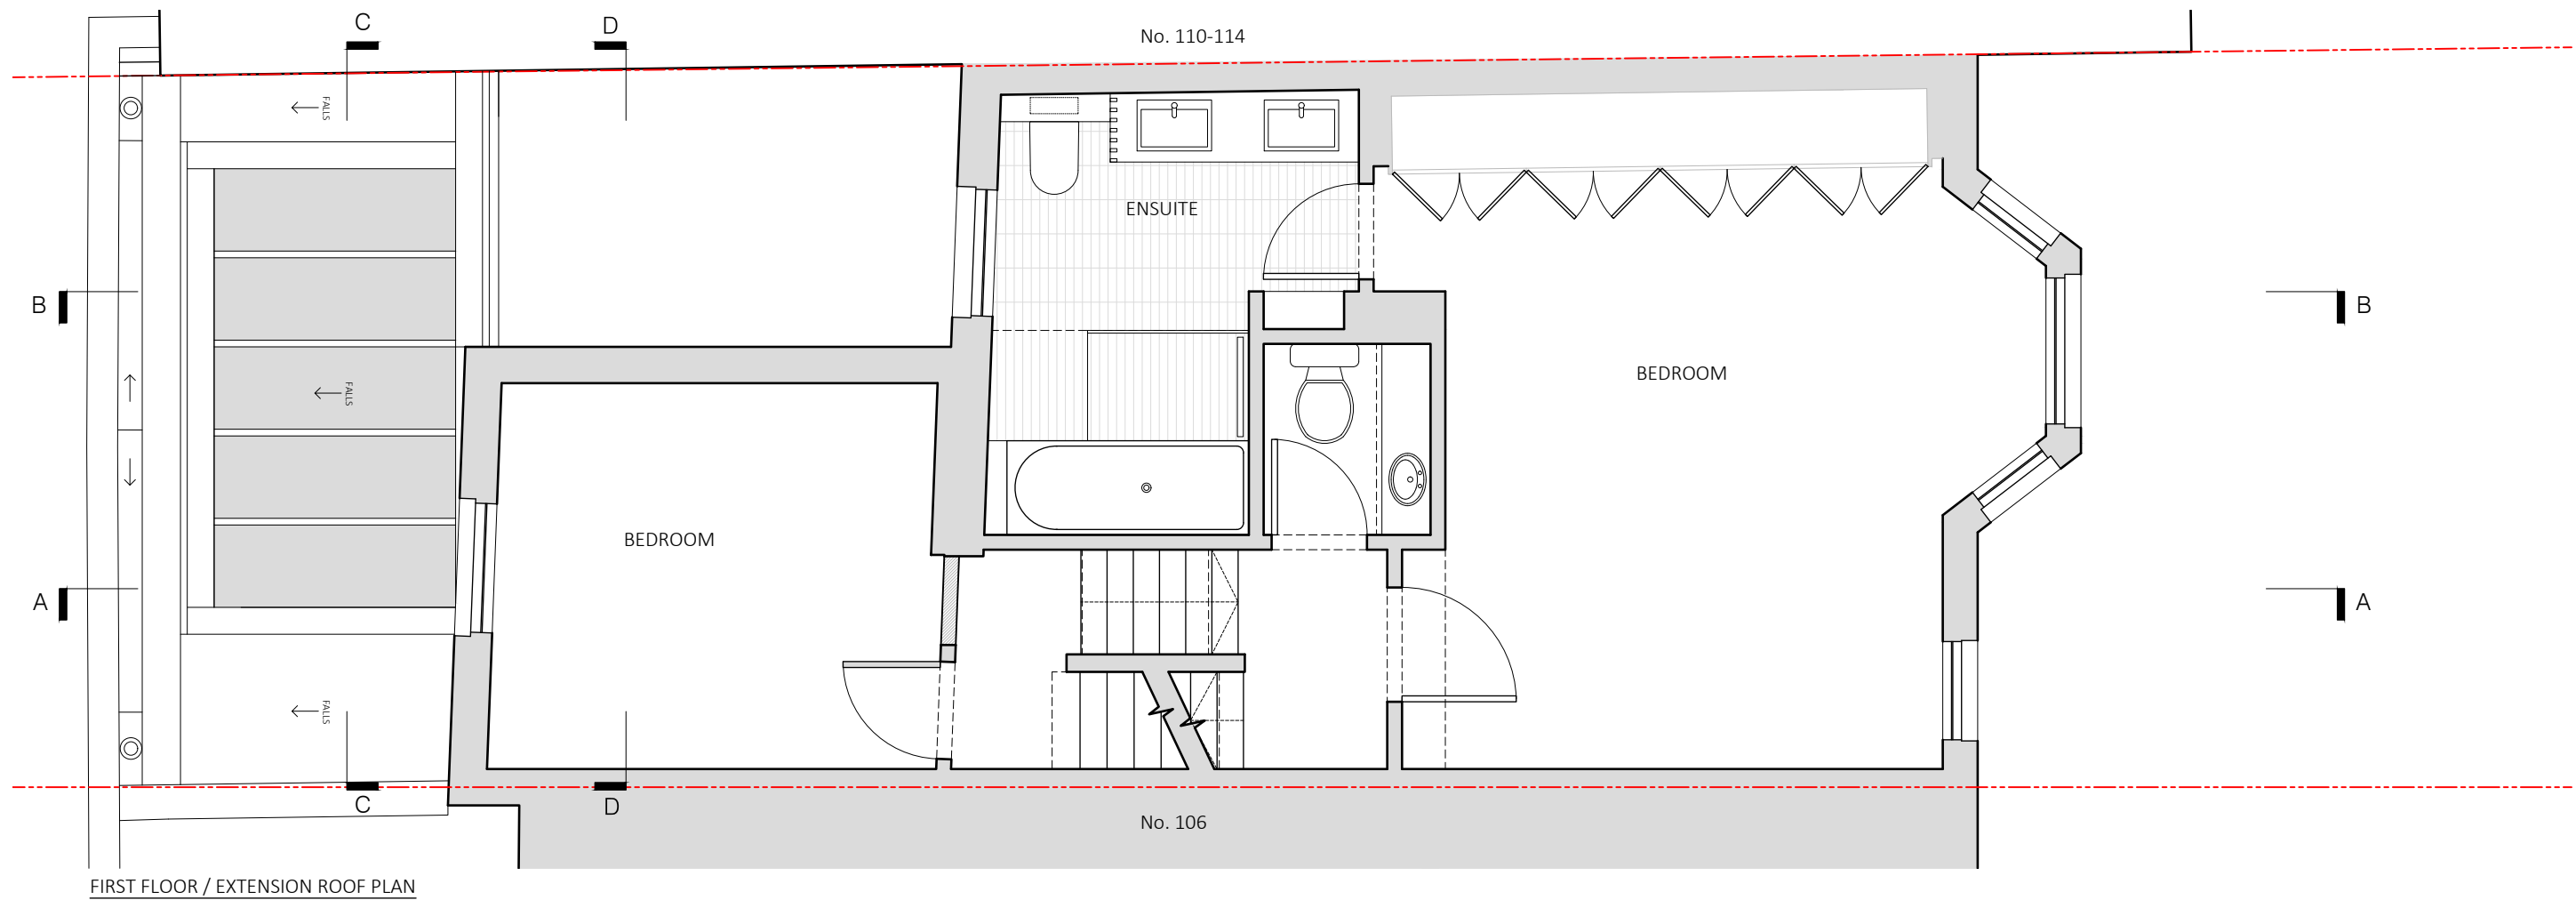 C
D
No. 110-114
FALLS
ENSUITE
B
B
BEDROOM
FALLS
BEDROOM
A
A
FALLS
C
D
No. 106
FIRST FLOOR / EXTENSION ROOF PLAN